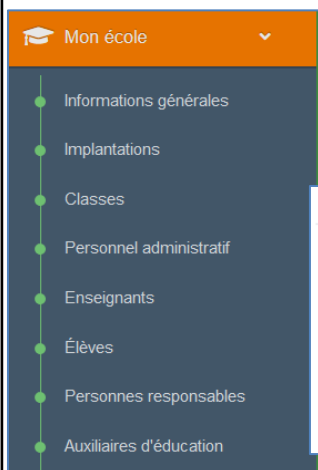 Mon école
Informations générales
Implantations
Classes
Personnel administratif
Enseignants
Élèves
Personnes responsables
Auxiliaires d'éducation